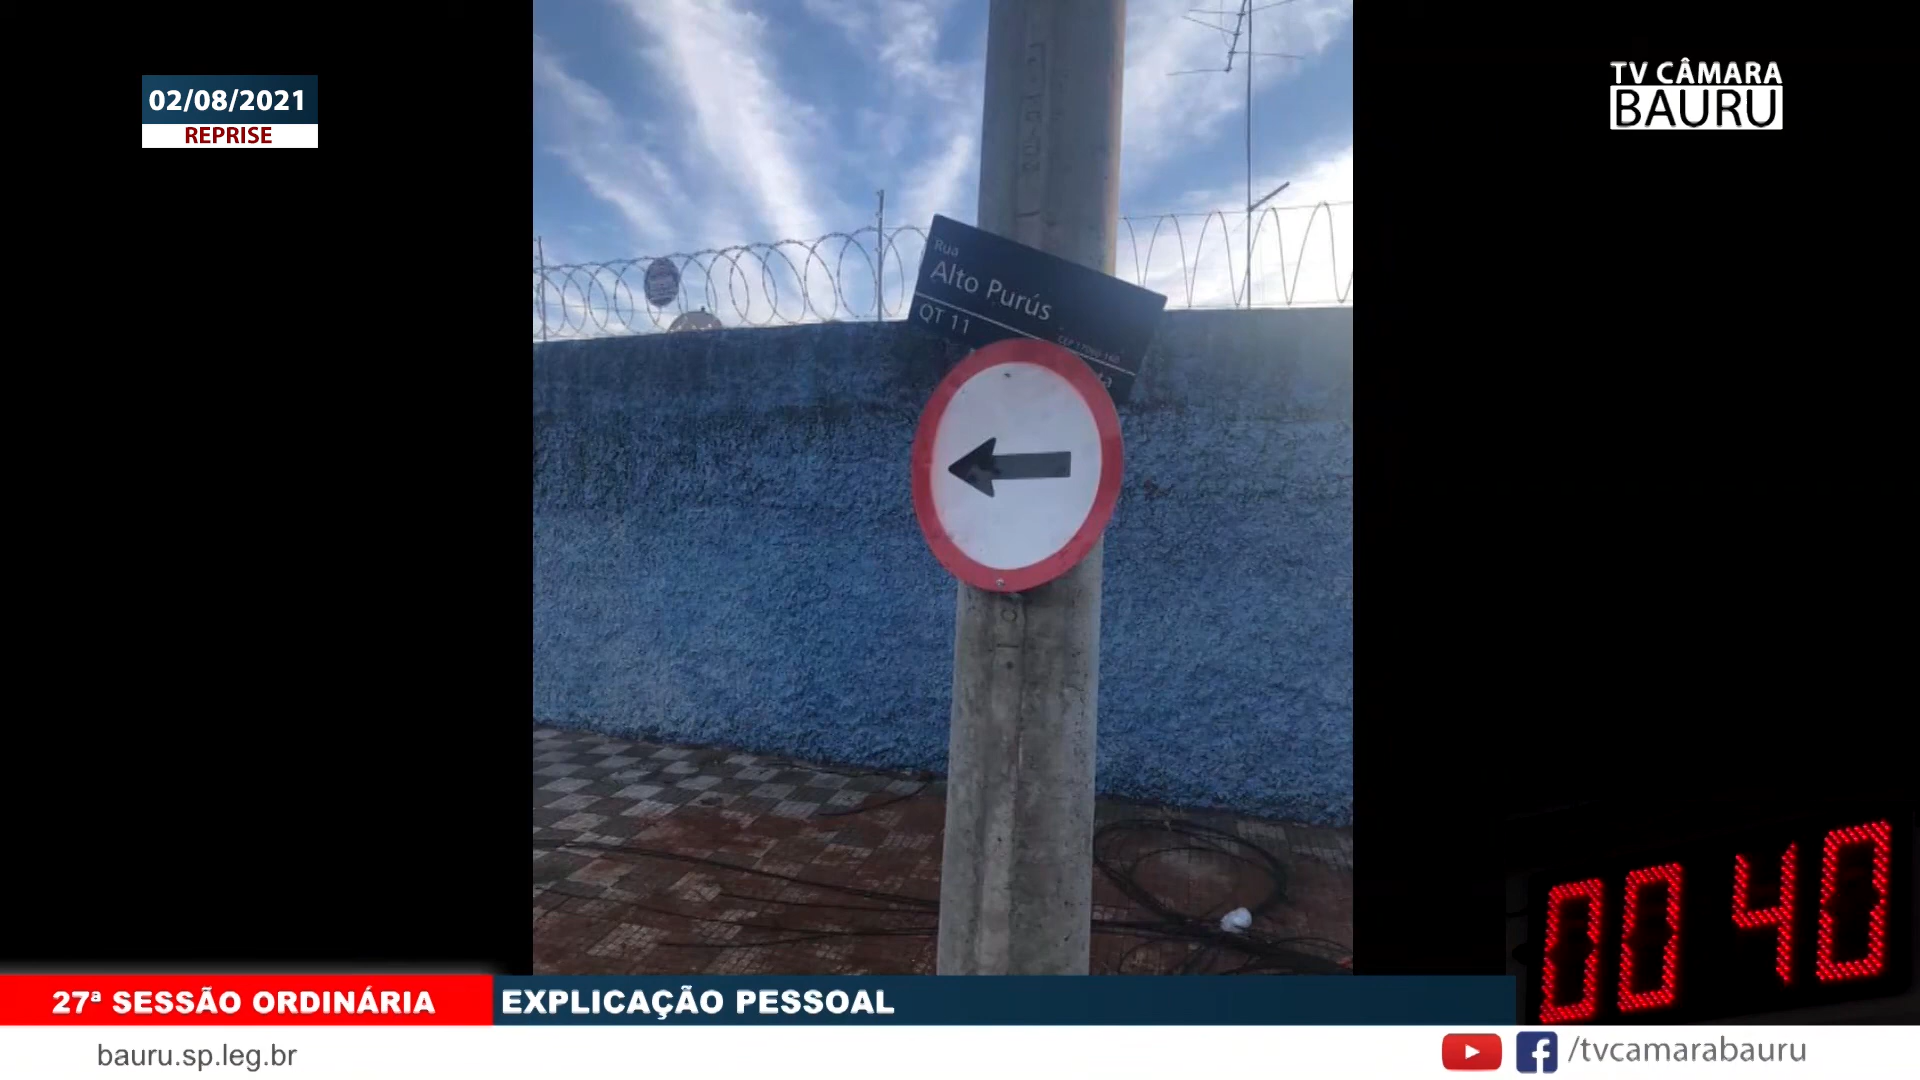 02/08/2021
REPRISE
TV CÂMARA
BAURU
Rua
Alto Purús
QT 11
00 40
27ª SESSÃO ORDINÁRIA
EXPLICAÇÃO PESSOAL
bauru.sp.leg.br
/tvcamarabauru